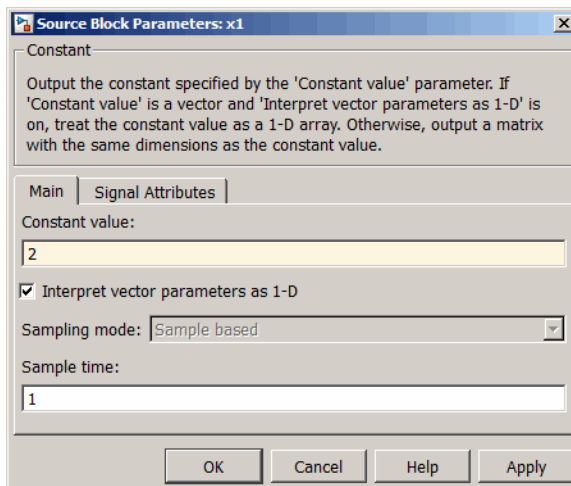 Source Block Parameters: x1
Constant
Output the constant specified by the 'Constant value' parameter. If
'Constant value' is a vector and 'Interpret vector parameters as 1-D' is
on, treat the constant value as a 1-D array. Otherwise, output a matrix
with the same dimensions as the constant value.
Main Signal Attributes
Constant value:
2
Interpret vector parameters as 1-D
Sampling mode: Sample based
Sample time:
1
OK Cancel Help Apply